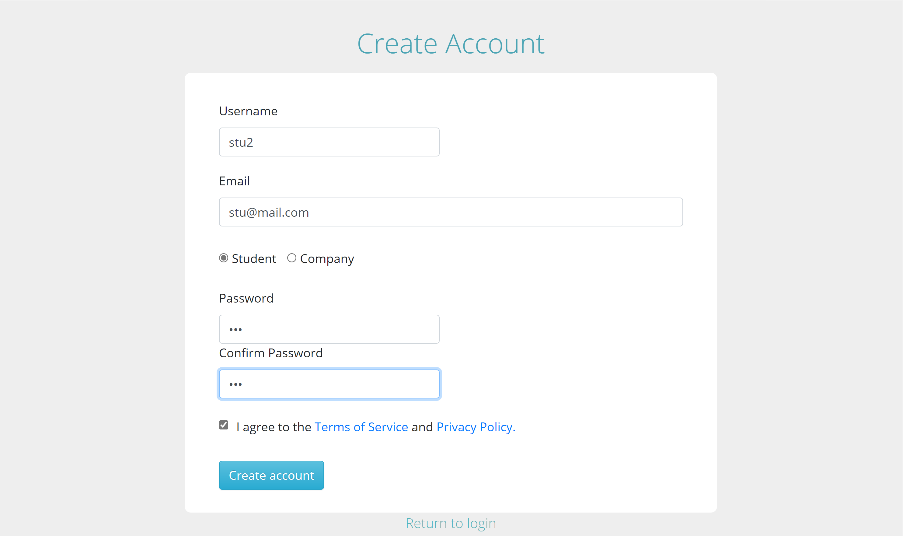 Create Account
Username
stu2
Email
stu@mail.com
Student Company
Password
•••
Confirm Password
•••
I agree to the Terms of Service and Privacy Policy.
Create account
Return to login